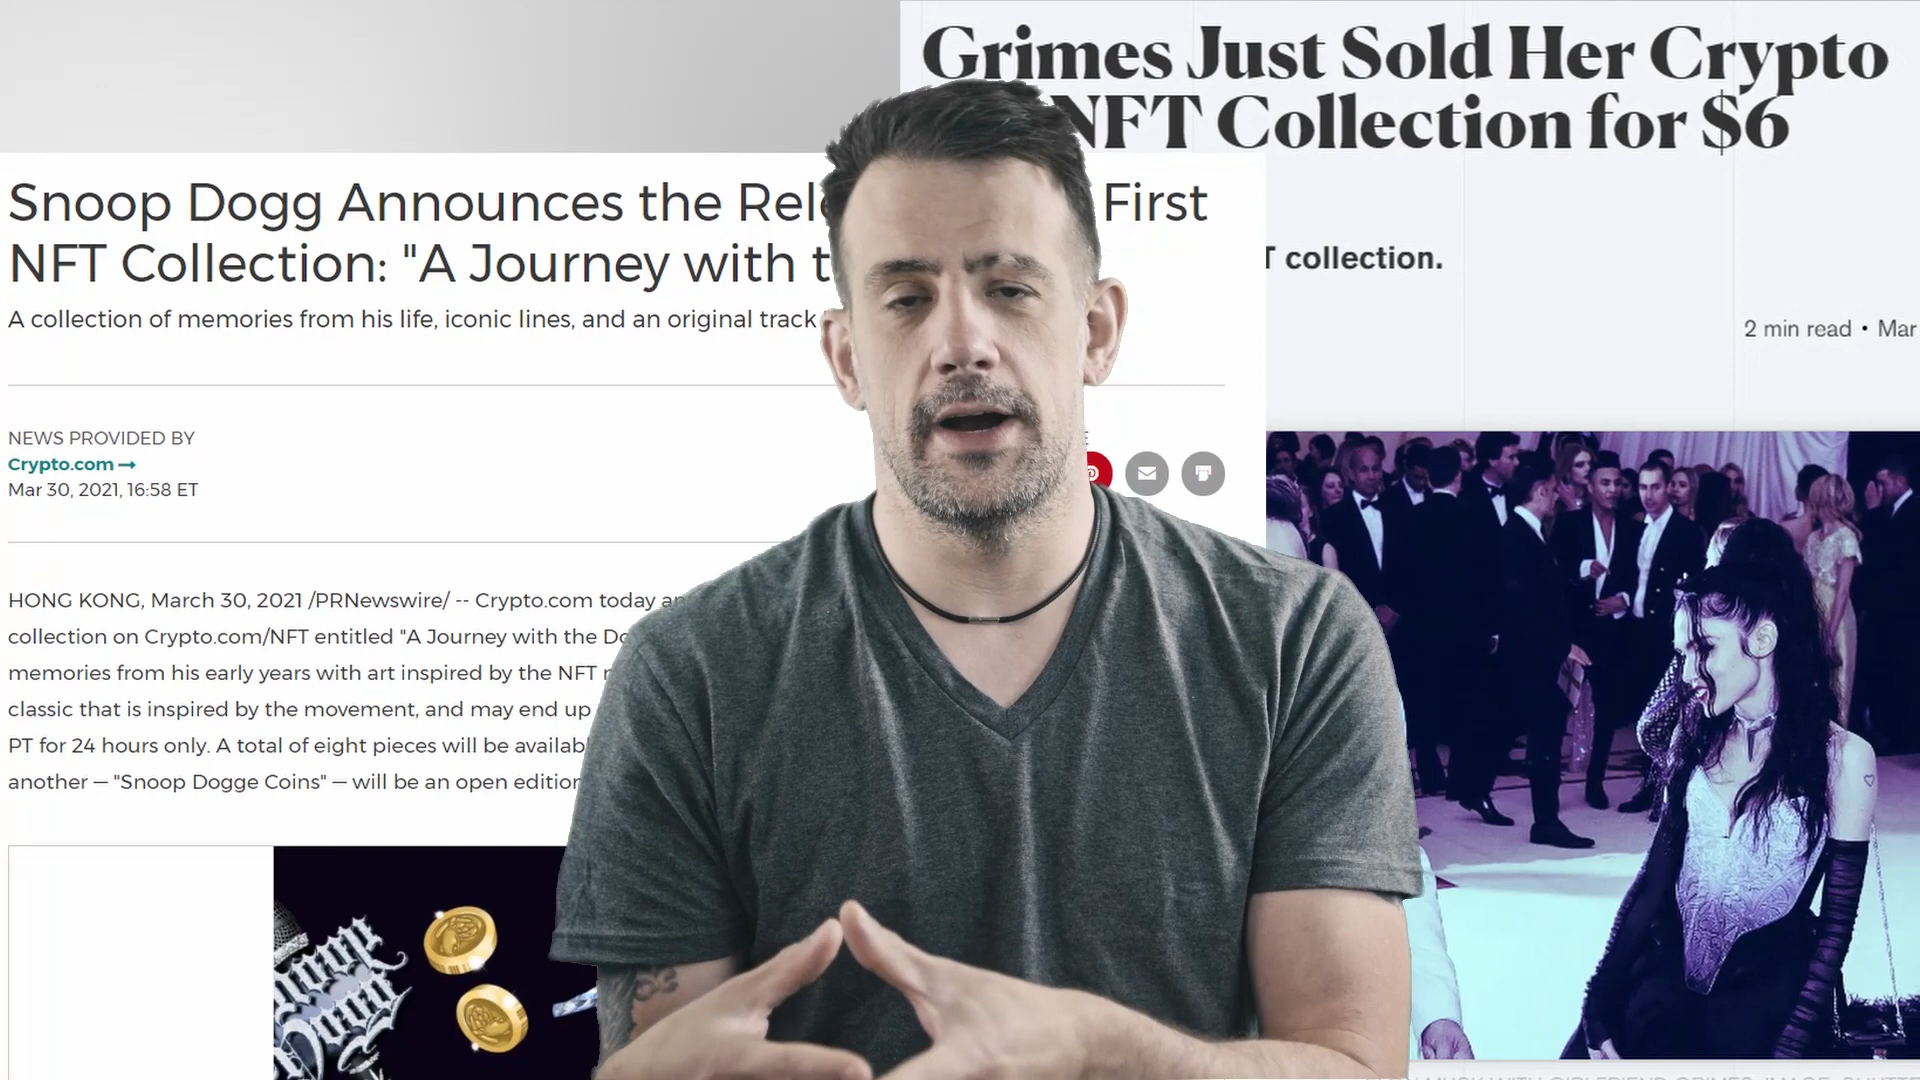 Grimes Just Sold Her Crypto
NFT Collection for $6
collection.
2 min read • Mar
Snoop Dogg Announces the First
NFT Collection: "A Journey with
A collection of memories from his life, iconic lines, and an original track
NEWS PROVIDED BY
Crypto.com
Mar 30, 2021, 16:58 ET
HONG KONG, March 30, 2021 /PRNewswire/ -- Crypto.com today
collection on Crypto.com/NFT entitled "A Journey with the
memories from his early years with art inspired by the NFT
classic that is inspired by the movement, and may end up
PT for 24 hours only. A total of eight pieces will be
another — "Snoop Dogge Coins" — will be an open edition
Dogg